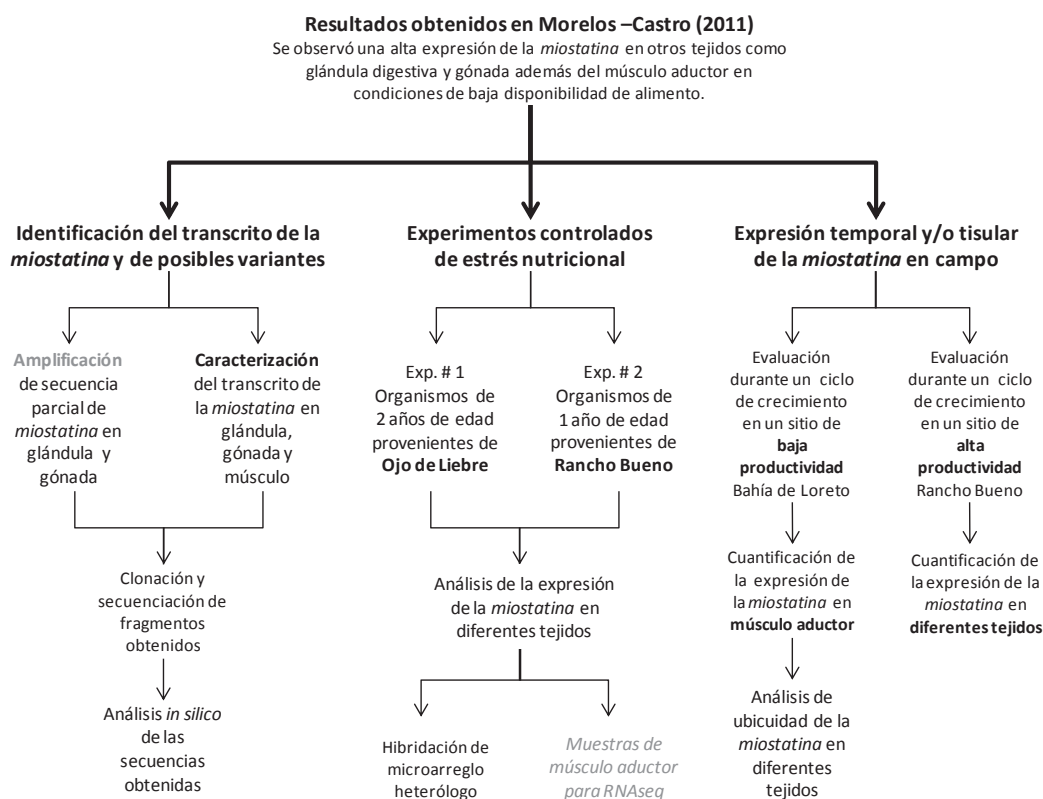 Resultados obtenidos en Morelos –Castro (2011)
Se observó una alta expresión de la miostatina en otros tejidos como
glándula digestiva y gónada además del músculo aductor en
condiciones de baja disponibilidad de alimento.
Identificación del transcrito de la
miostatina y de posibles variantes
Amplificación
de secuencia
parcial de
miostatina en
glándula y
gónada
Caracterización
del transcrito de
la miostatina en
glándula,
gónada y
músculo
Clonación y
secuenciación de
fragmentos
obtenidos
Análisis in silico
de las
secuencias
obtenidas
Experimentos controlados
de estrés nutricional
Exp. # 1
Organismos de
2 años de edad
provenientes de
Ojo de Liebre
Exp. # 2
Organismos de
1 año de edad
provenientes de
Rancho Bueno
Análisis de la expresión
de la miostatina en
diferentes tejidos
Hibridación de
microarreglo
heterólogo
Muestras de
músculo aductor
para RNAseq
Expresión temporal y/o tisular
de la miostatina en campo
Evaluación
durante un ciclo
de crecimiento
en un sitio de
baja
productividad
Bahía de Loreto
Cuantificación de
la expresión de
la miostatina en
músculo aductor
Análisis de
ubicuidad de la
miostatina en
diferentes
tejidos
Evaluación
durante un ciclo
de crecimiento
en un sitio de
alta
productividad
Rancho Bueno
Cuantificación de
la expresión de la
miostatina en
diferentes tejidos